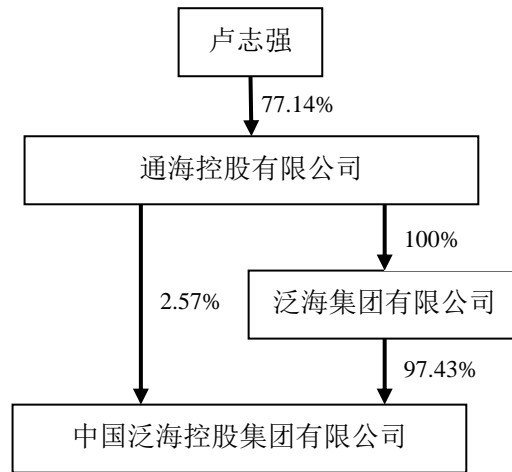 卢志强
77.14%
通海控股有限公司
100%
2.57%
泛海集团有限公司
97.43%
中国泛海控股集团有限公司